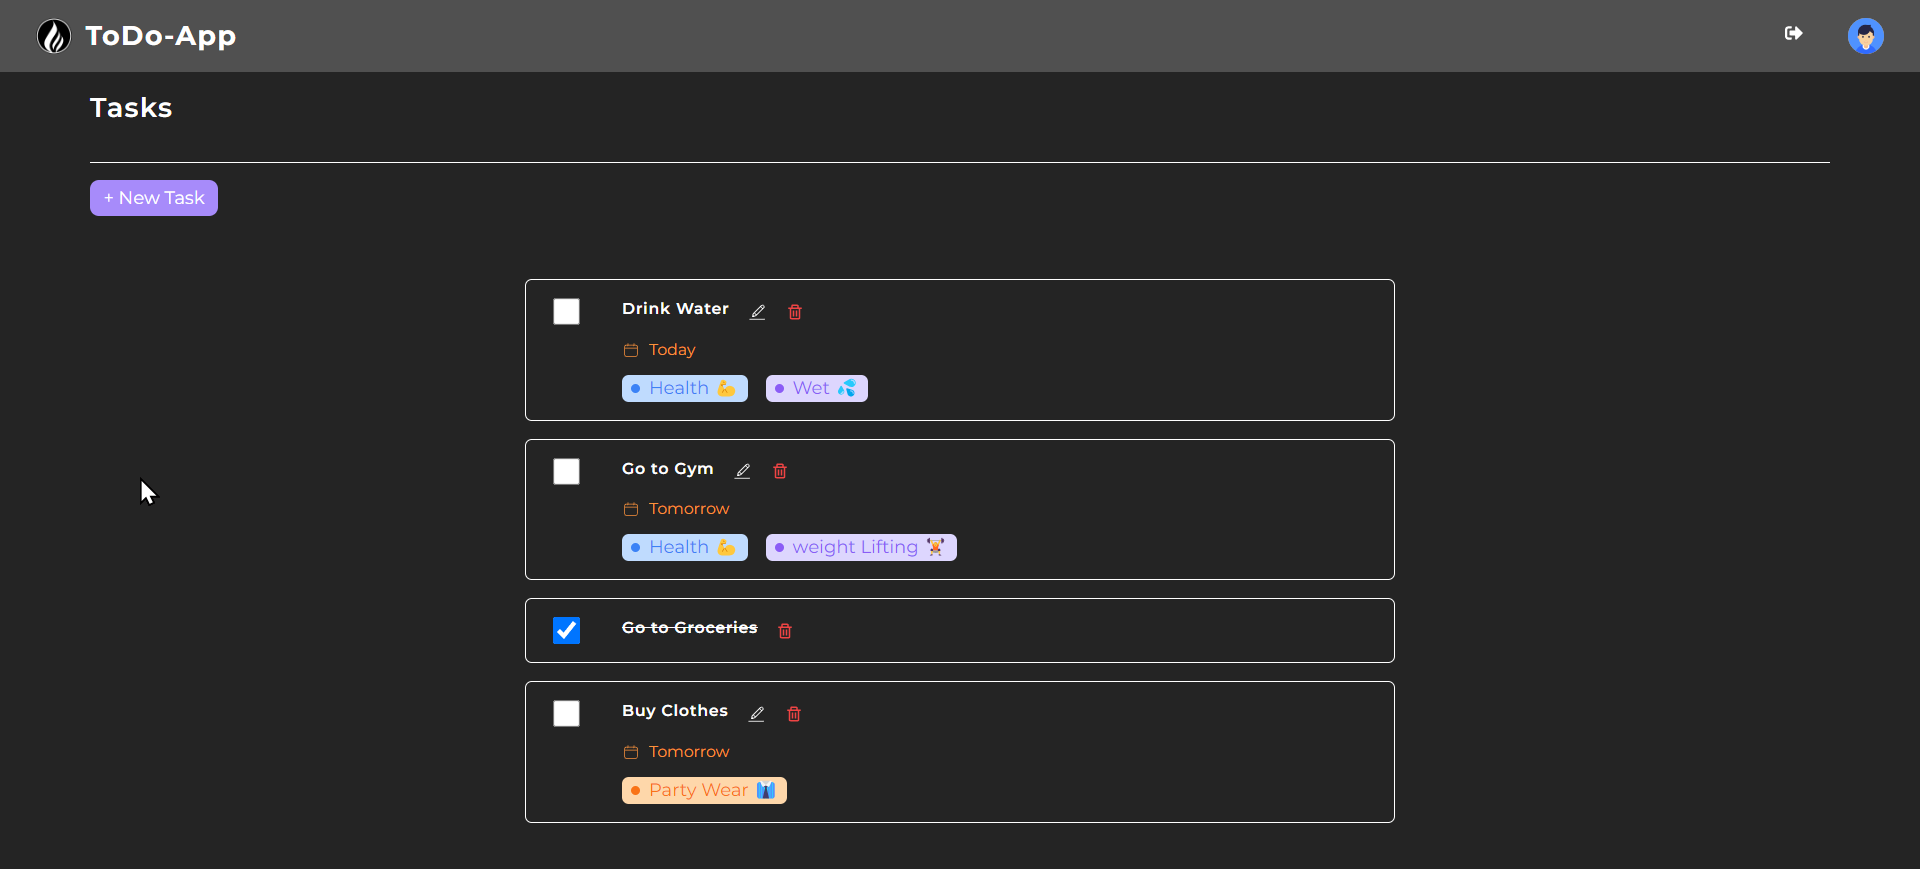 ToDo-App
Tasks
+ New Task
Drink Water
Today
Health 💪 Wet 💦
Go to Gym
Tomorrow
Health 💪 weight Lifting 🏋️
Go to Groceries
Buy Clothes
Tomorrow
Party Wear 👔